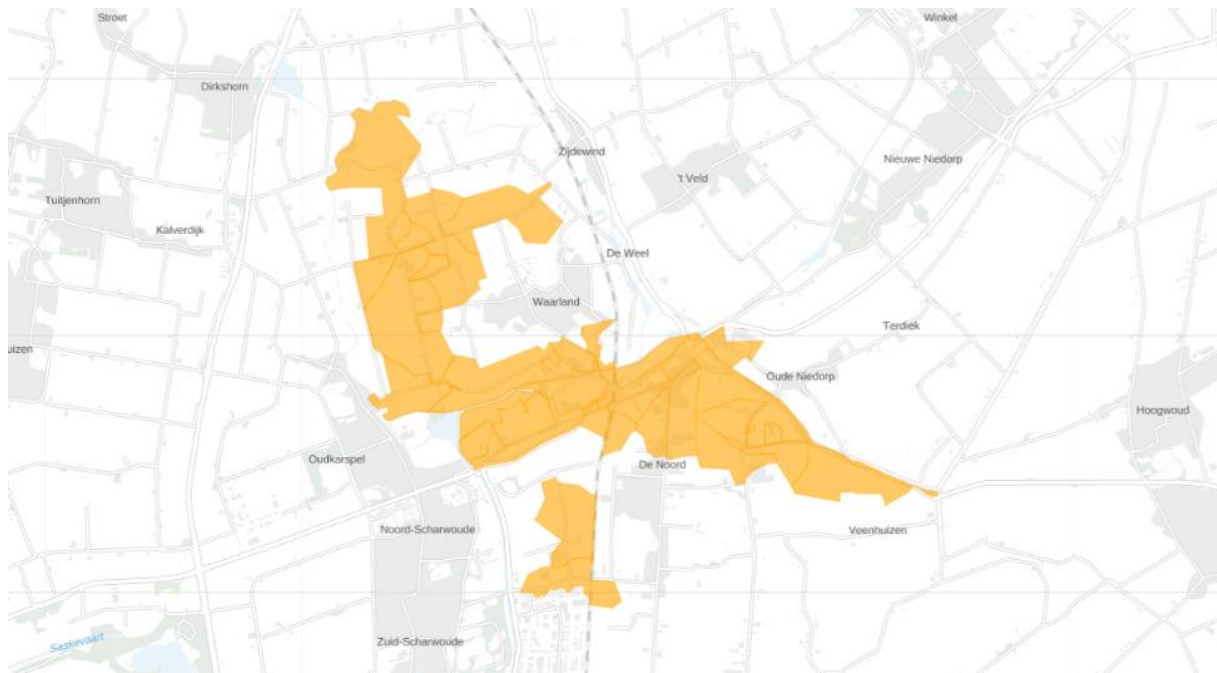 Stroet
Winkel
Dirkshorn
Zijdewind
Nieuwe Niedorp
't Veld
Tuitjenhorn
Kalverdijk
De Weel
Waarland
Terdiek
uizen
Oude Niedorp
Hoogwoud
Oudkarspel
De Noord
Noord-Scharwoude
Veenhuizen
Saskevaart
Zuid-Scharwoude